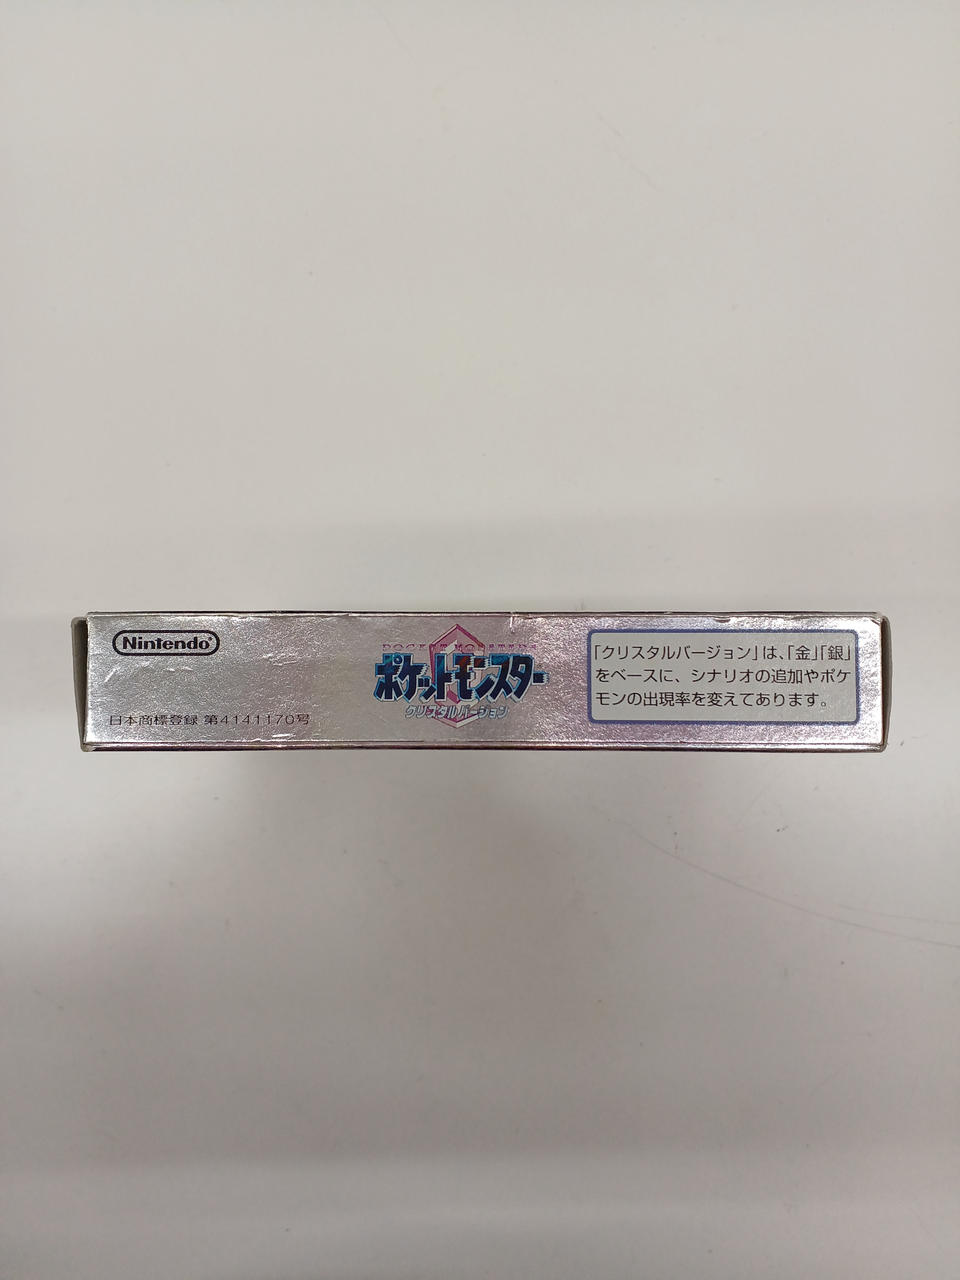 Nintendo®
日本商標登録 第4141170号
POCKET MONSTERS
ポケットモンスター
クリスタルバージョン
「クリスタルバージョン」は、「金」「銀」
をベースに、シナリオの追加やポケ
モンの出現率を変えてあります。